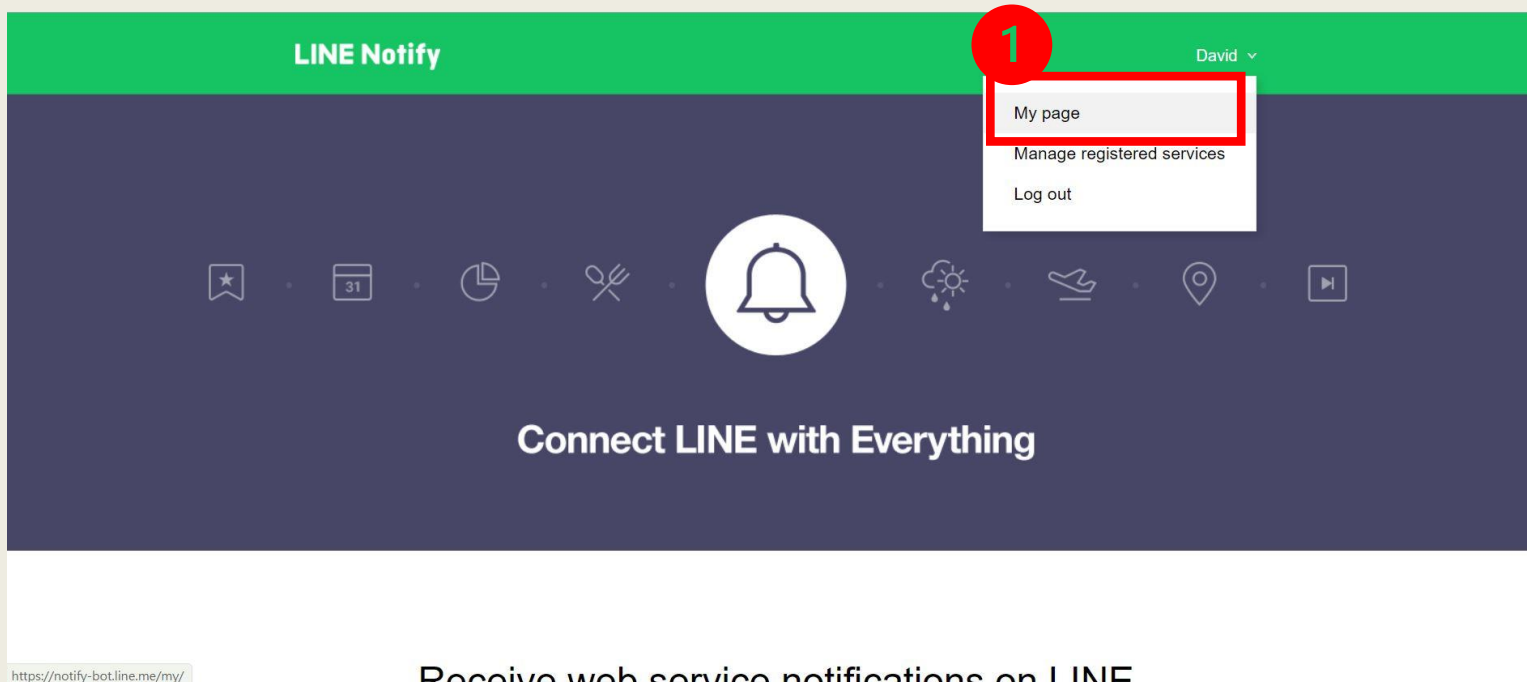 LINE Notify
1
David
My page
Manage registered services
Log out
31
Connect LINE with Everything
Receive web service notifications on LINE
https://notify-bot.line.me/my/